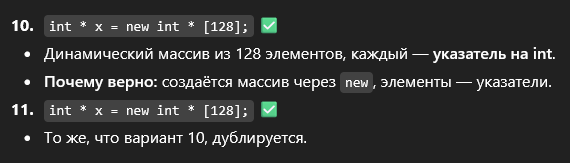 10. int * x = new int * [128]; ✅
• Динамический массив из 128 элементов, каждый — указатель на int.
• Почему верно: создаётся массив через new, элементы — указатели.
11. int * x = new int * [128]; ✅
• То же, что вариант 10, дублируется.